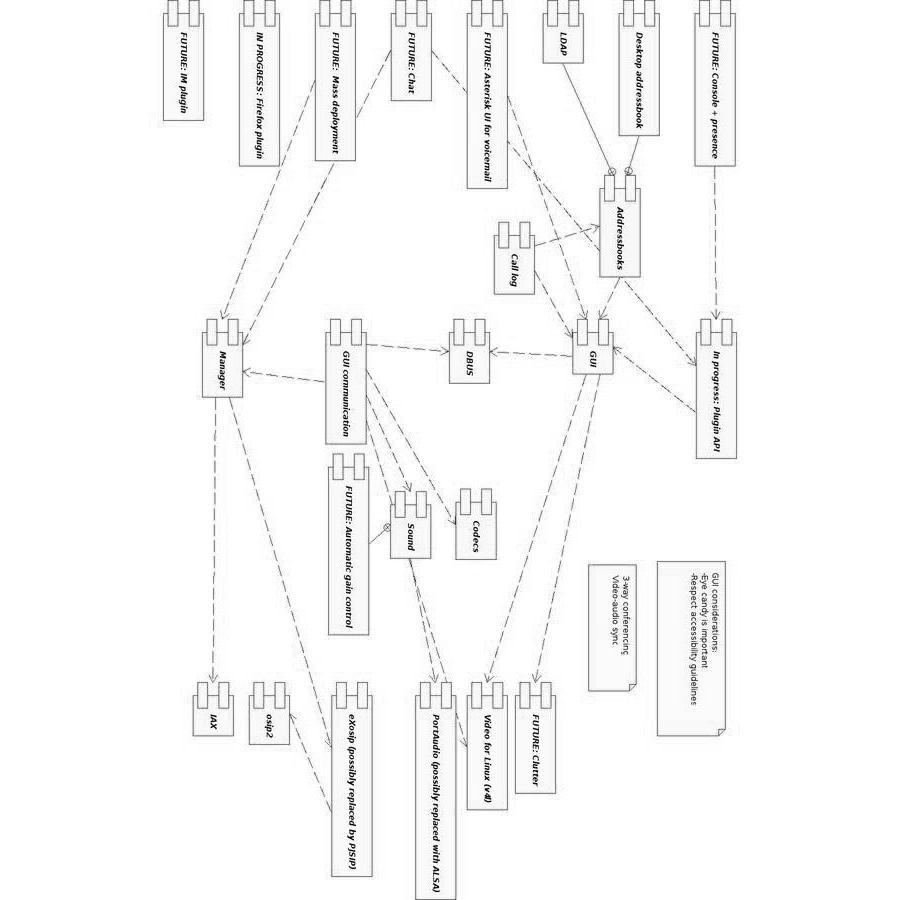 FUTURE: Console + presence
In progress: Plugin API
GUI considerations:
-Eye candy is important
-Respect accessibility guidelines
Desktop addressbook
Addressbooks
3-way conferencing
Video-audio sync
GUI
LDAP
FUTURE: Clutter
Call log
FUTURE: Asterisk UI for voicemail
Video for Linux (v4l)
Codecs
DBUS
PortAudio (possibly replaced with ALSA)
FUTURE: Chat
Sound
eXosip (possibly replaced by PJSIP)
FUTURE: Automatic gain control
GUI communication
FUTURE: Mass deployment
osip2
IN PROGRESS: Firefox plugin
Manager
IAX
FUTURE: IM plugin